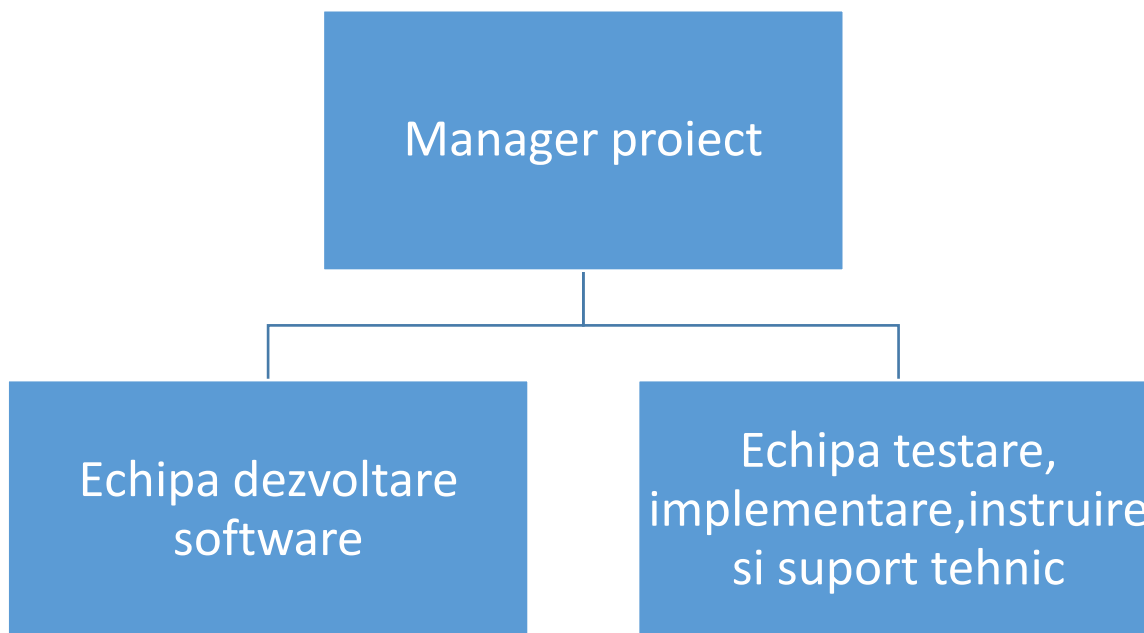 Manager proiect
Echipa dezvoltare
software
Echipa testare,
implementare,instruire
si suport tehnic